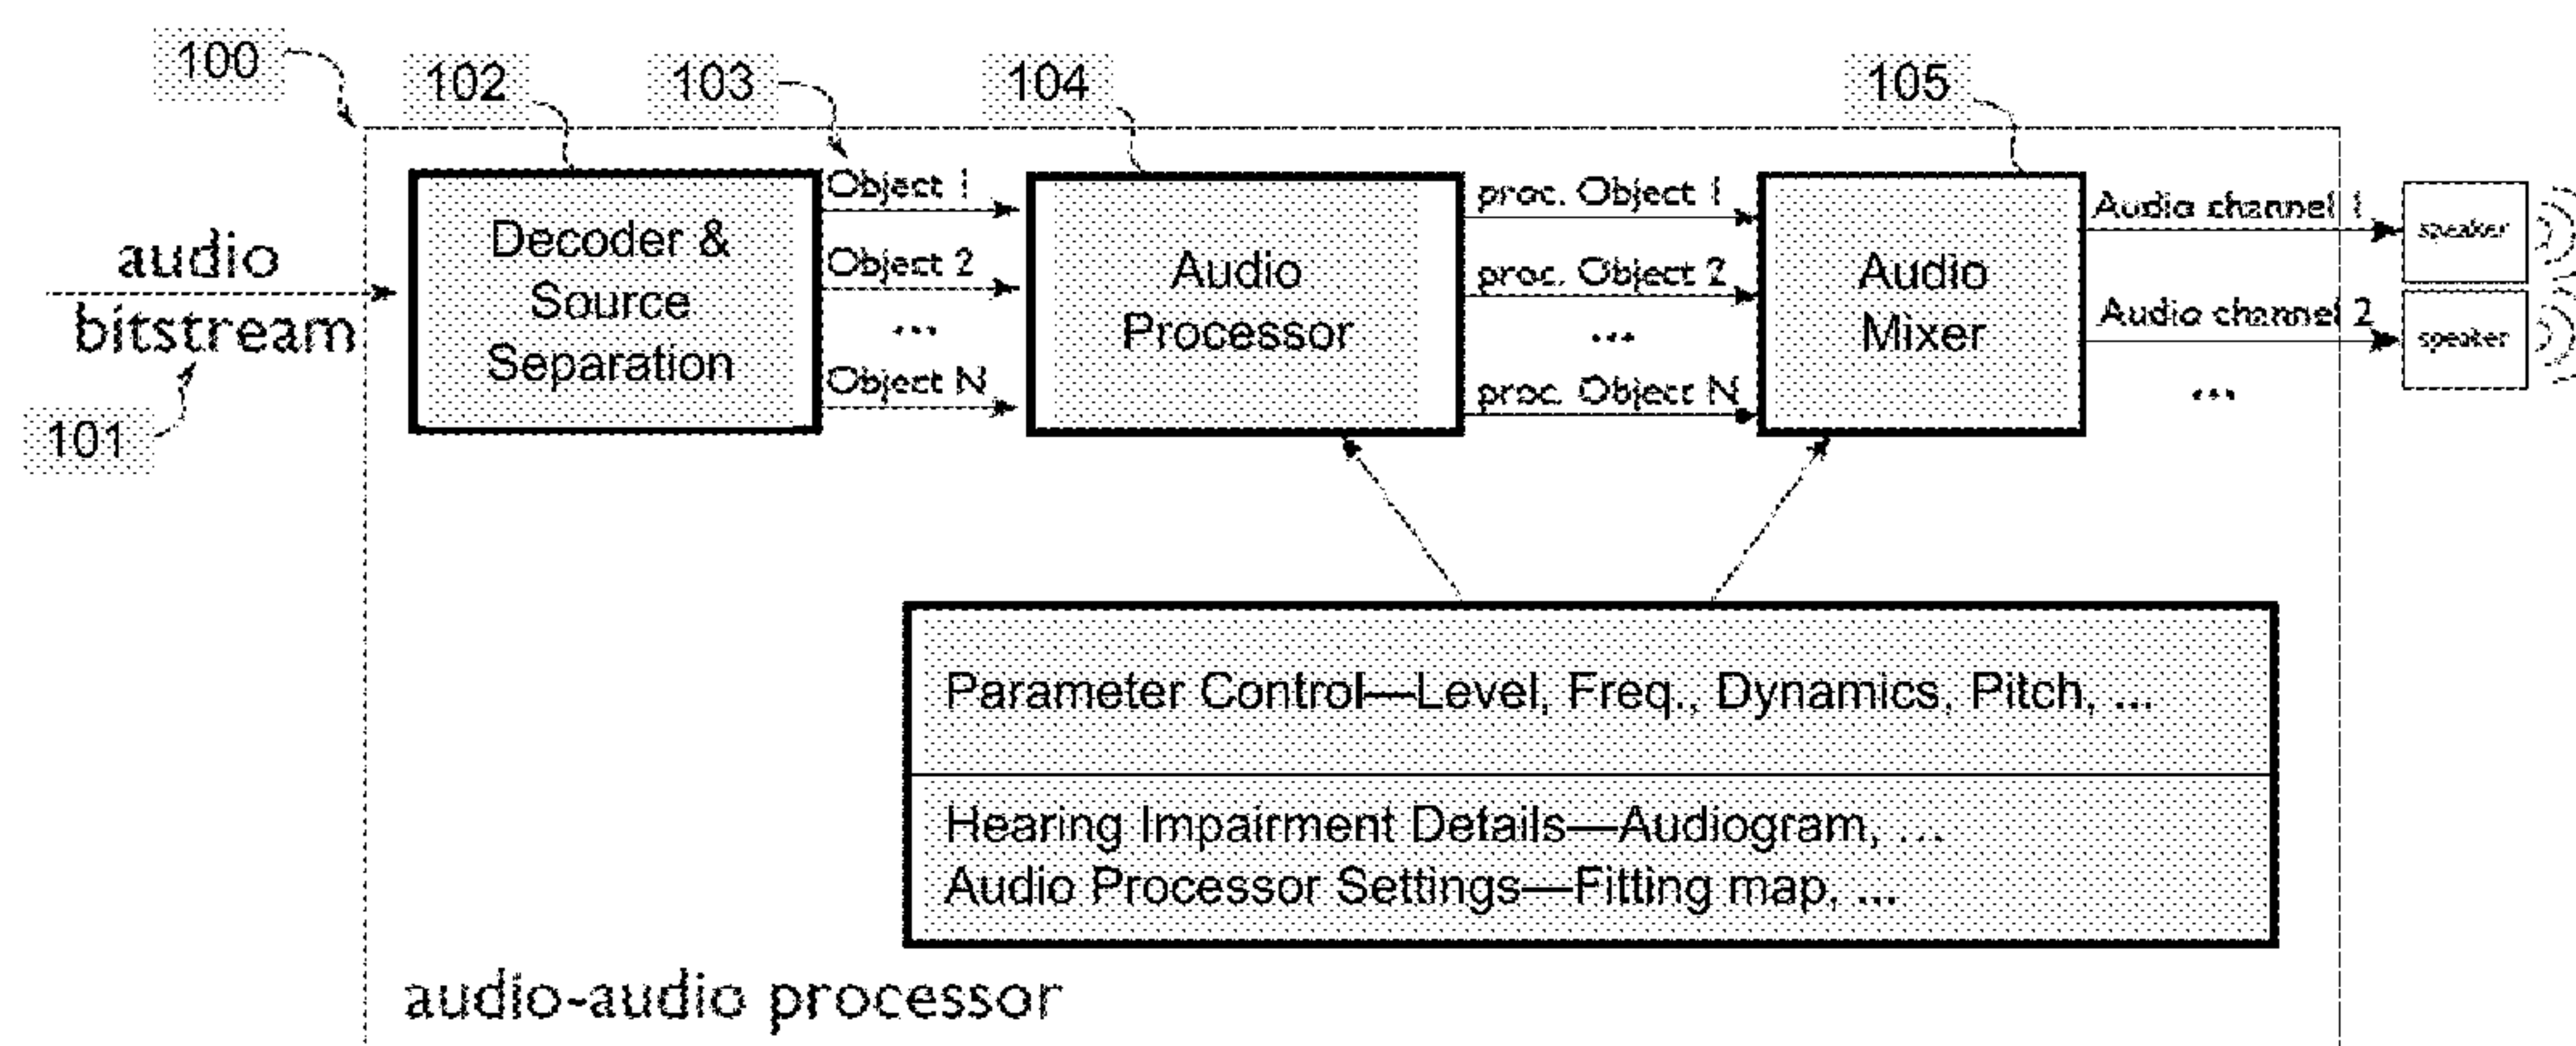 100
102
103
104
105
audio
bitstream
101
Decoder &
Source
Separation
Object 1
Object 2
...
Object N
Audio
Processor
proc. Object 1
proc. Object 2
...
proc. Object N
Audio
Mixer
Audio channel 1
Audio channel 2
...
speaker
speaker
Parameter Control—Level, Freq., Dynamics, Pitch, ...
Hearing Impairment Details—Audiogram, ...
Audio Processor Settings—Fitting map, ...
audio-audio processor